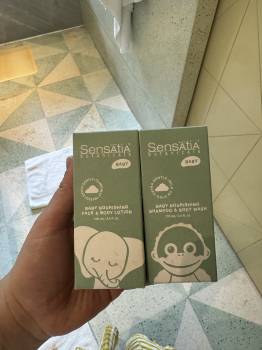 Sensatia
BOTANICALS
BABY
BABY NOURISHING
FACE & BODY LOTION
Sensatia
BOTANICALS
BABY
BABY NOURISHING
SHAMPOO & BODY WASH